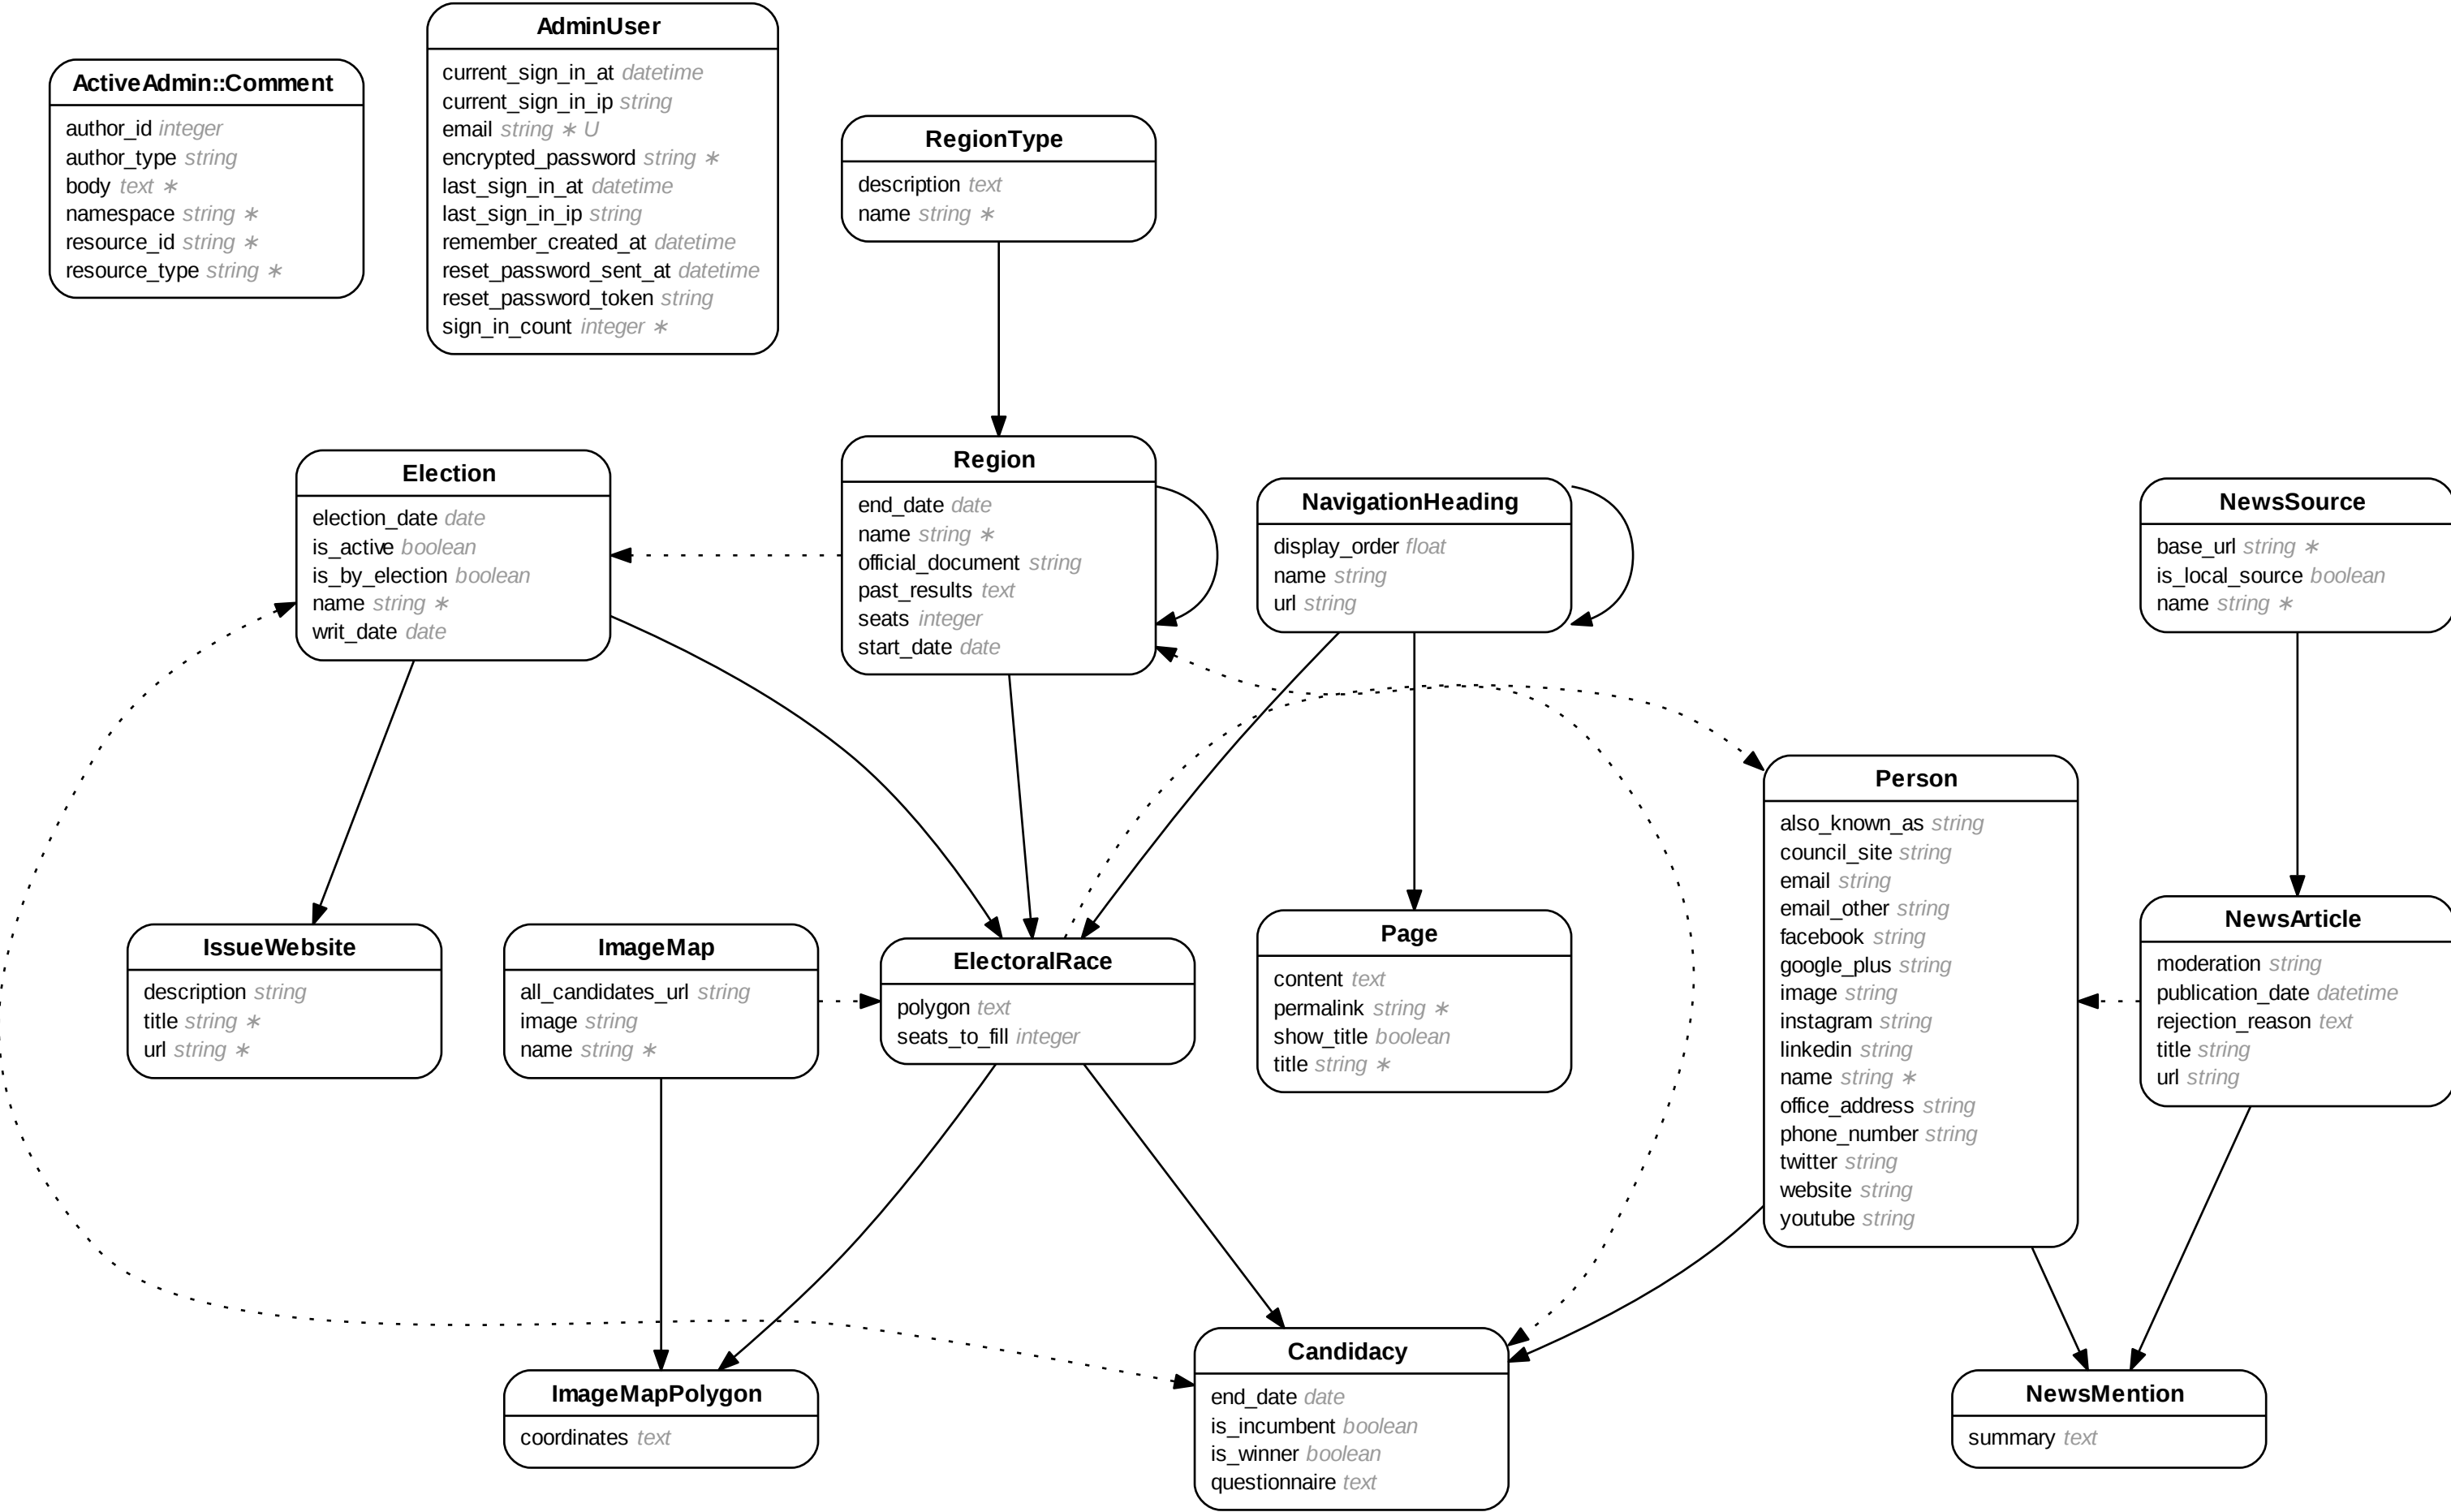 AdminUser
current_sign_in_at datetime
current_sign_in_ip string
email string ∗ U
encrypted_password string ∗
last_sign_in_at datetime
last_sign_in_ip string
remember_created_at datetime
reset_password_sent_at datetime
reset_password_token string
sign_in_count integer ∗
ActiveAdmin::Comment
author_id integer
author_type string
body text ∗
namespace string ∗
resource_id string ∗
resource_type string ∗
RegionType
description text
name string ∗
Election
election_date date
is_active boolean
is_by_election boolean
name string ∗
writ_date date
Region
end_date date
name string ∗
official_document string
past_results text
seats integer
start_date date
NavigationHeading
display_order float
name string
url string
NewsSource
base_url string ∗
is_local_source boolean
name string ∗
Person
also_known_as string
council_site string
email string
email_other string
facebook string
google_plus string
image string
instagram string
linkedin string
name string ∗
office_address string
phone_number string
twitter string
website string
youtube string
NewsArticle
moderation string
publication_date datetime
rejection_reason text
title string
url string
IssueWebsite
description string
title string ∗
url string ∗
ImageMap
all_candidates_url string
image string
name string ∗
ElectoralRace
polygon text
seats_to_fill integer
Page
content text
permalink string ∗
show_title boolean
title string ∗
ImageMapPolygon
coordinates text
Candidacy
end_date date
is_incumbent boolean
is_winner boolean
questionnaire text
NewsMention
summary text